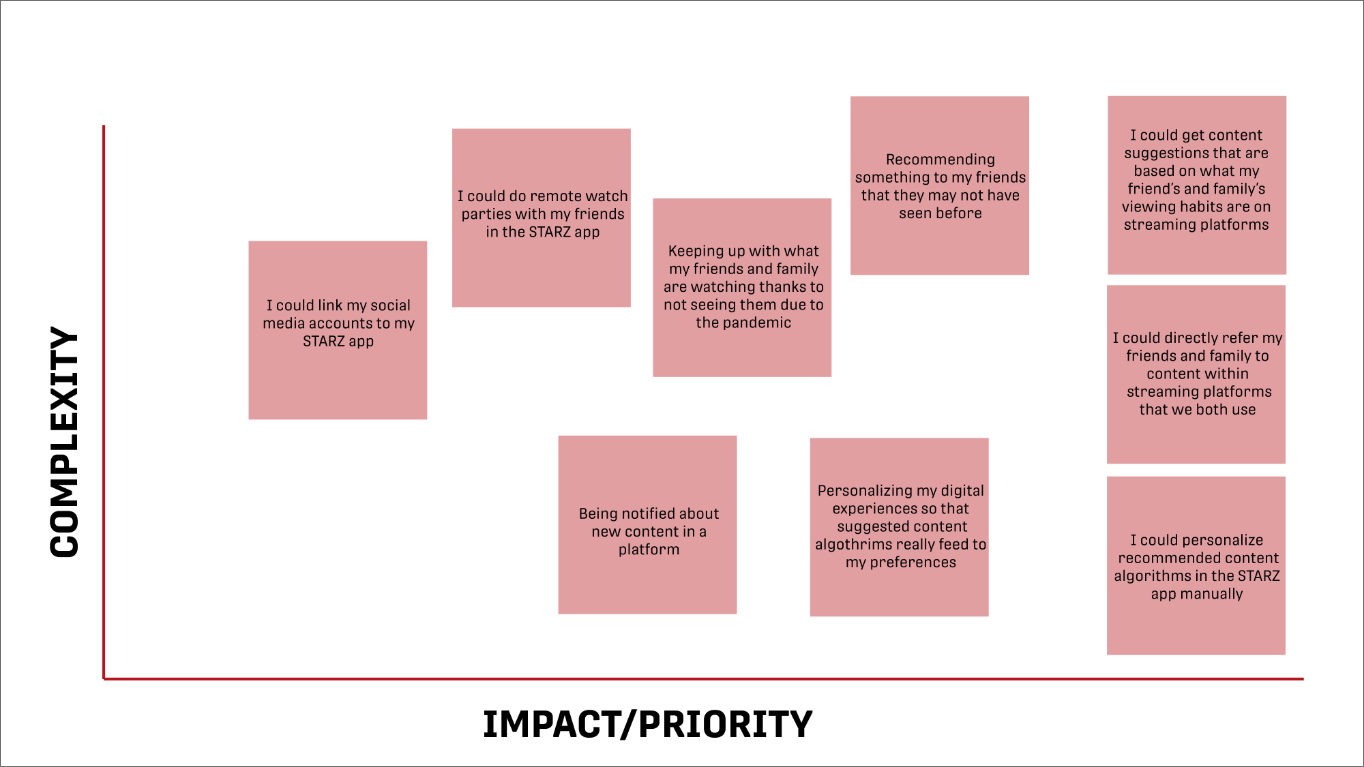 COMPLEXITY
I could link my social
media accounts to my
STARZ app
I could do remote watch
parties with my friends
in the STARZ app
Keeping up with what
my friends and family
are watching thanks to
not seeing them due to
the pandemic
Recommending
something to my friends
that they may not have
seen before
I could get content
suggestions that are
based on what my
friend's and family's
viewing habits are on
streaming platforms
I could directly refer my
friends and family to
content within
streaming platforms
that we both use
Being notified about
new content in a
platform
Personalizing my digital
experiences so that
suggested content
algothrims really feed to
my preferences
I could personalize
recommended content
algorithms in the STARZ
app manually
IMPACT/PRIORITY